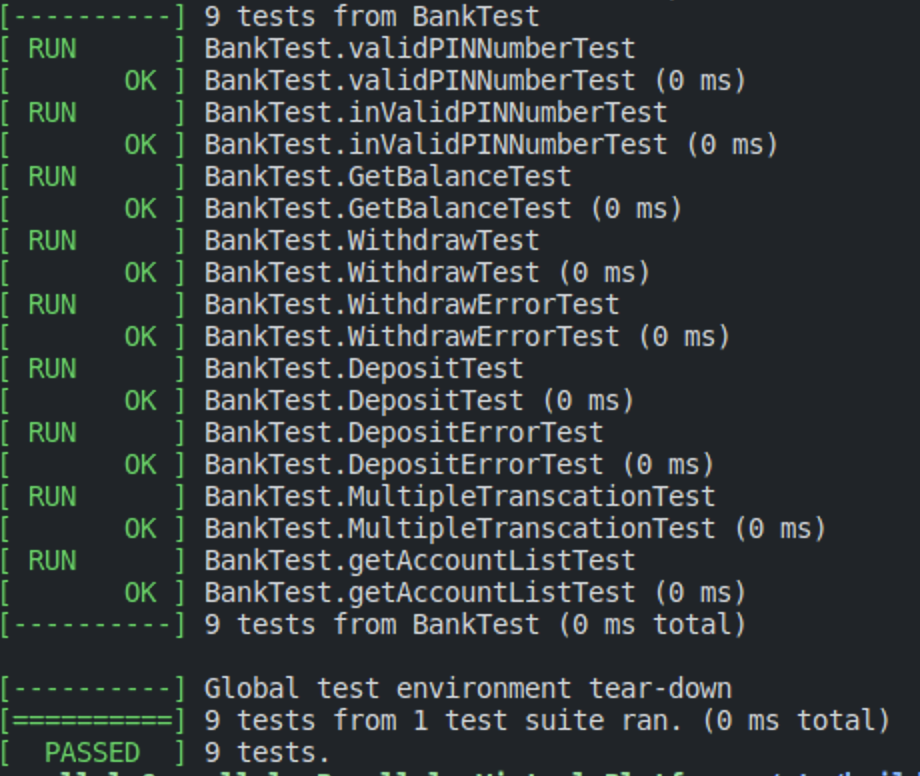 [----------] 9 tests from BankTest
[ RUN      ] BankTest.validPINNumberTest
[       OK ] BankTest.validPINNumberTest (0 ms)
[ RUN      ] BankTest.inValidPINNumberTest
[       OK ] BankTest.inValidPINNumberTest (0 ms)
[ RUN      ] BankTest.GetBalanceTest
[       OK ] BankTest.GetBalanceTest (0 ms)
[ RUN      ] BankTest.WithdrawTest
[       OK ] BankTest.WithdrawTest (0 ms)
[ RUN      ] BankTest.WithdrawErrorTest
[       OK ] BankTest.WithdrawErrorTest (0 ms)
[ RUN      ] BankTest.DepositTest
[       OK ] BankTest.DepositTest (0 ms)
[ RUN      ] BankTest.DepositErrorTest
[       OK ] BankTest.DepositErrorTest (0 ms)
[ RUN      ] BankTest.MultipleTranscationTest
[       OK ] BankTest.MultipleTranscationTest (0 ms)
[ RUN      ] BankTest.getAccountListTest
[       OK ] BankTest.getAccountListTest (0 ms)
[----------] 9 tests from BankTest (0 ms total)

[----------] Global test environment tear-down
[==========] 9 tests from 1 test suite ran. (0 ms total)
[  PASSED  ] 9 tests.